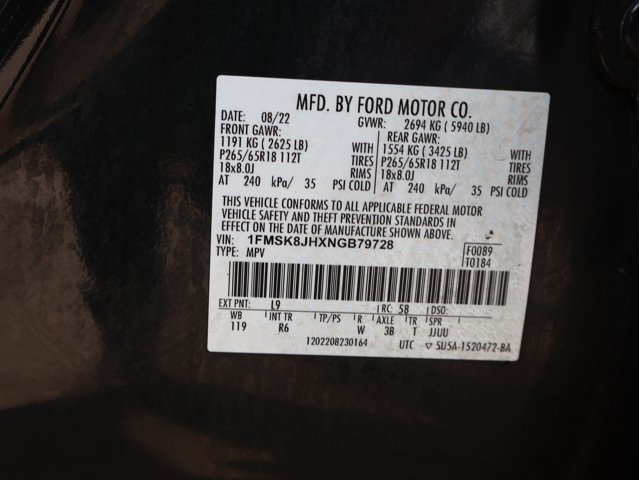 MFD. BY FORD MOTOR CO.
DATE: 08/22 GVWR: 2694 KG ( 5940 LB)
FRONT GAWR: REAR GAWR:
1191 KG ( 2625 LB) WITH 1554 KG ( 3425 LB) WITH
P265/65R18 112T TIRES P265/65R18 112T TIRES
18x8.0J RIMS 18x8.0J RIMS
AT 240 kPa/ 35 PSI COLD AT 240 kPa/ 35 PSI COLD
THIS VEHICLE CONFORMS TO ALL APPLICABLE FEDERAL MOTOR
VEHICLE SAFETY AND THEFT PREVENTION STANDARDS IN
EFFECT ON THE DATE OF MANUFACTURE SHOWN ABOVE.
VIN: 1FMSK8JHXNGB79728 F0089
TYPE: MPV T0184
EXT PNT: L9 RC: 58 DSO:
WB INT TR TP/PS R AXLE TR SPR
119 R6 W 3B T JJUU
1202208230164 UTC ▽ 5U5A-1520472-BA